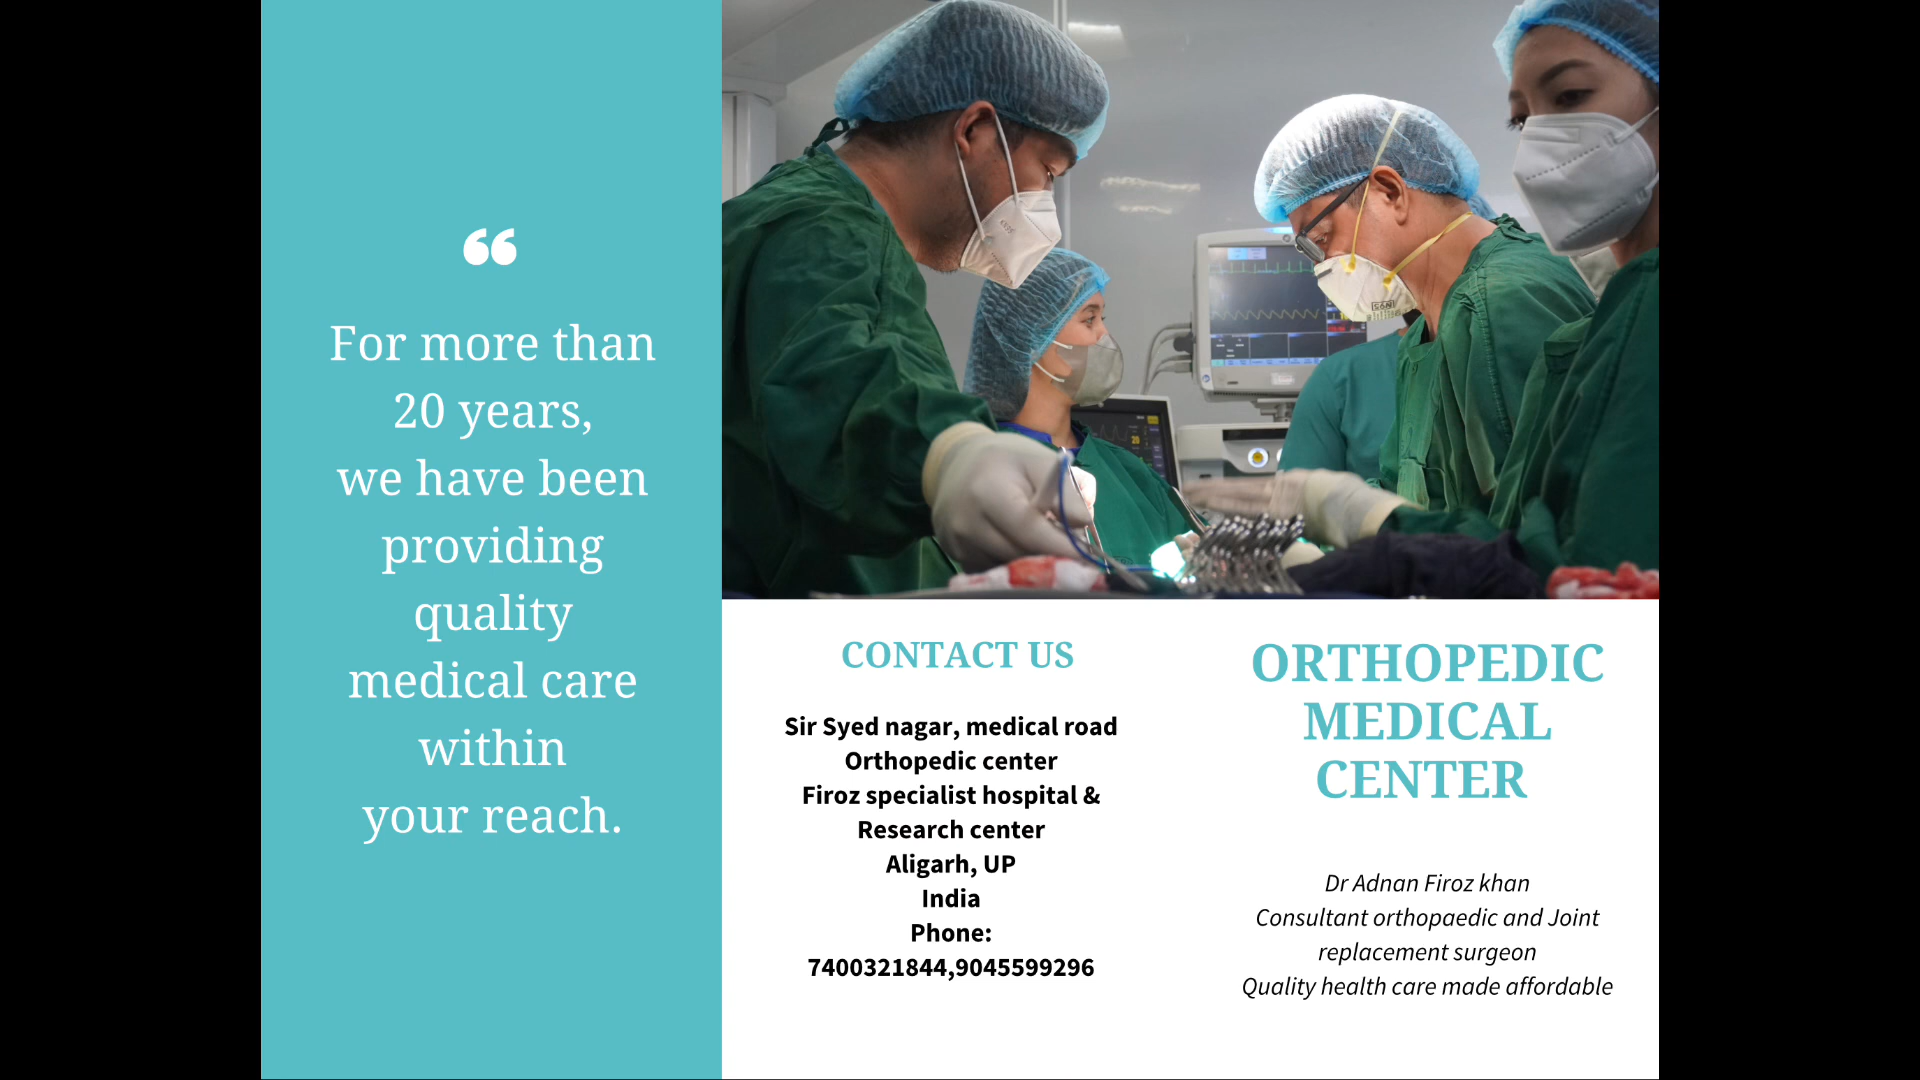 “
For more than
20 years,
we have been
providing
quality
medical care
within
your reach.
CONTACT US
Sir Syed nagar, medical road
Orthopedic center
Firoz specialist hospital &
Research center
Aligarh, UP
India
Phone:
7400321844,9045599296
ORTHOPEDIC
MEDICAL
CENTER
Dr Adnan Firoz khan
Consultant orthopaedic and Joint
replacement surgeon
Quality health care made affordable